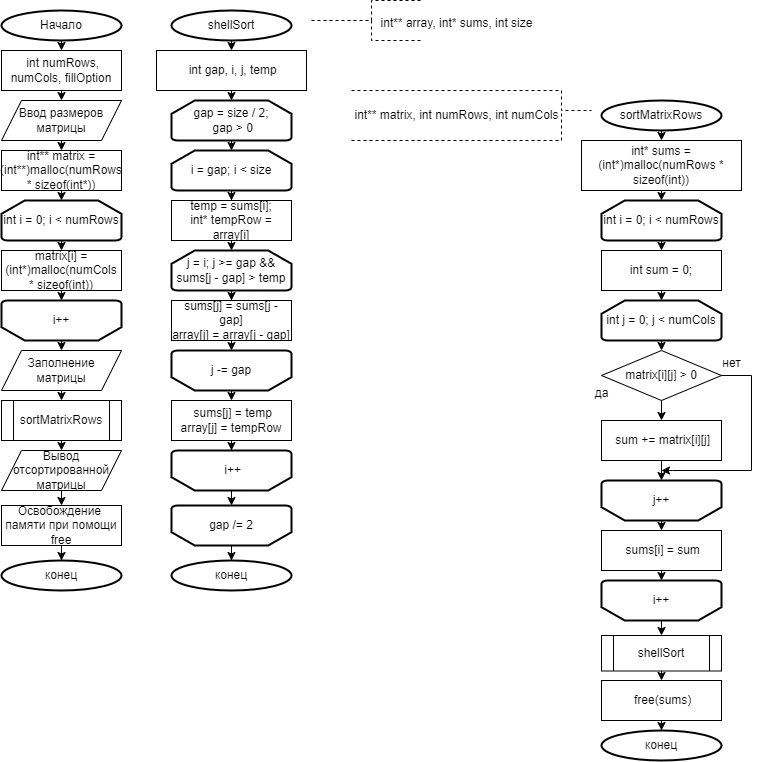 Начало
int numRows,
numCols, fillOption
Ввод размеров
матрицы
int** matrix =
(int**)malloc(numRows
* sizeof(int*))
int i = 0; i < numRows
matrix[i] =
(int*)malloc(numCols
* sizeof(int))
i++
Заполнение
матрицы
sortMatrixRows
Вывод
отсортированной
матрицы
Освобождение
памяти при помощи
free
конец
shellSort
int** array, int* sums, int size
int gap, i, j, temp
gap = size / 2;
gap > 0
i = gap; i < size
temp = sums[i];
int* tempRow =
array[i]
j = i; j >= gap &&
sums[j - gap] > temp
sums[j] = sums[j -
gap]
array[j] = array[j - gap]
j -= gap
sums[j] = temp
array[j] = tempRow
i++
gap /= 2
конец
int** matrix, int numRows, int numCols
sortMatrixRows
int* sums =
(int*)malloc(numRows *
sizeof(int))
int i = 0; i < numRows
int sum = 0;
int j = 0; j < numCols
matrix[i][j] > 0
нет
да
sum += matrix[i][j]
j++
sums[i] = sum
i++
shellSort
free(sums)
конец